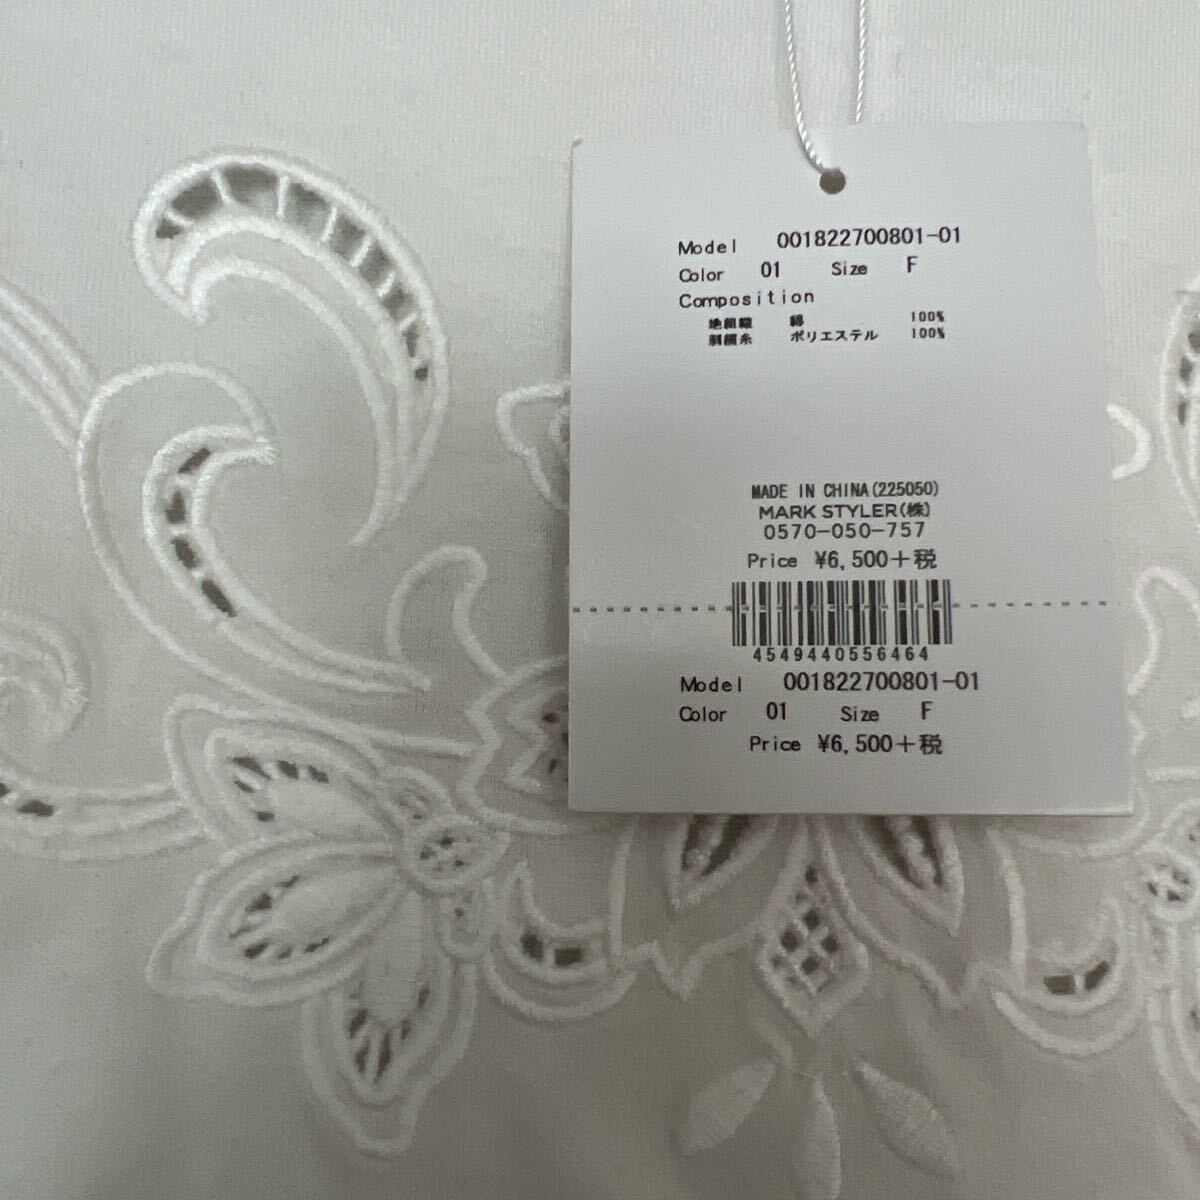 Model 001822700801-01
Color 01 Size F
Composition
地組織 綿 100%
刺繍糸 ポリエステル 100%
MADE IN CHINA(225050)
MARK STYLER(株)
0570-050-757
Price ¥6,500+税
4549440556464
Model 001822700801-01
Color 01 Size F
Price ¥6,500+税